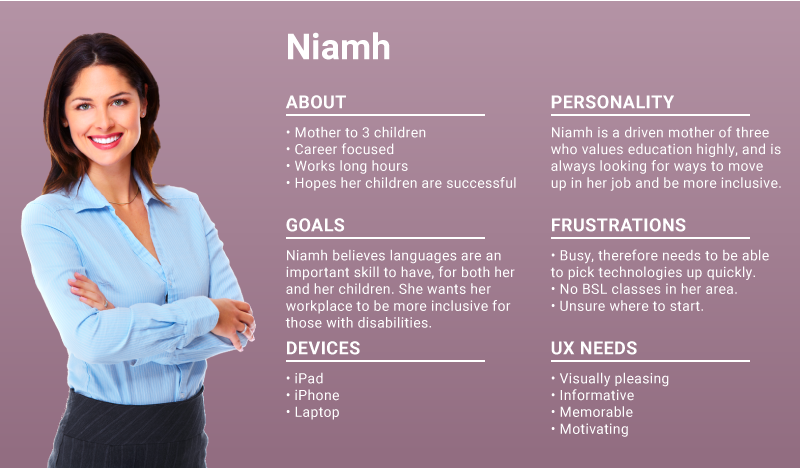 Niamh
ABOUT
• Mother to 3 children
• Career focused
• Works long hours
• Hopes her children are successful
PERSONALITY
Niamh is a driven mother of three
who values education highly, and is
always looking for ways to move
up in her job and be more inclusive.
GOALS
Niamh believes languages are an
important skill to have, for both her
and her children. She wants her
workplace to be more inclusive for
those with disabilities.
FRUSTRATIONS
• Busy, therefore needs to be able
to pick technologies up quickly.
• No BSL classes in her area.
• Unsure where to start.
DEVICES
• iPad
• iPhone
• Laptop
UX NEEDS
• Visually pleasing
• Informative
• Memorable
• Motivating